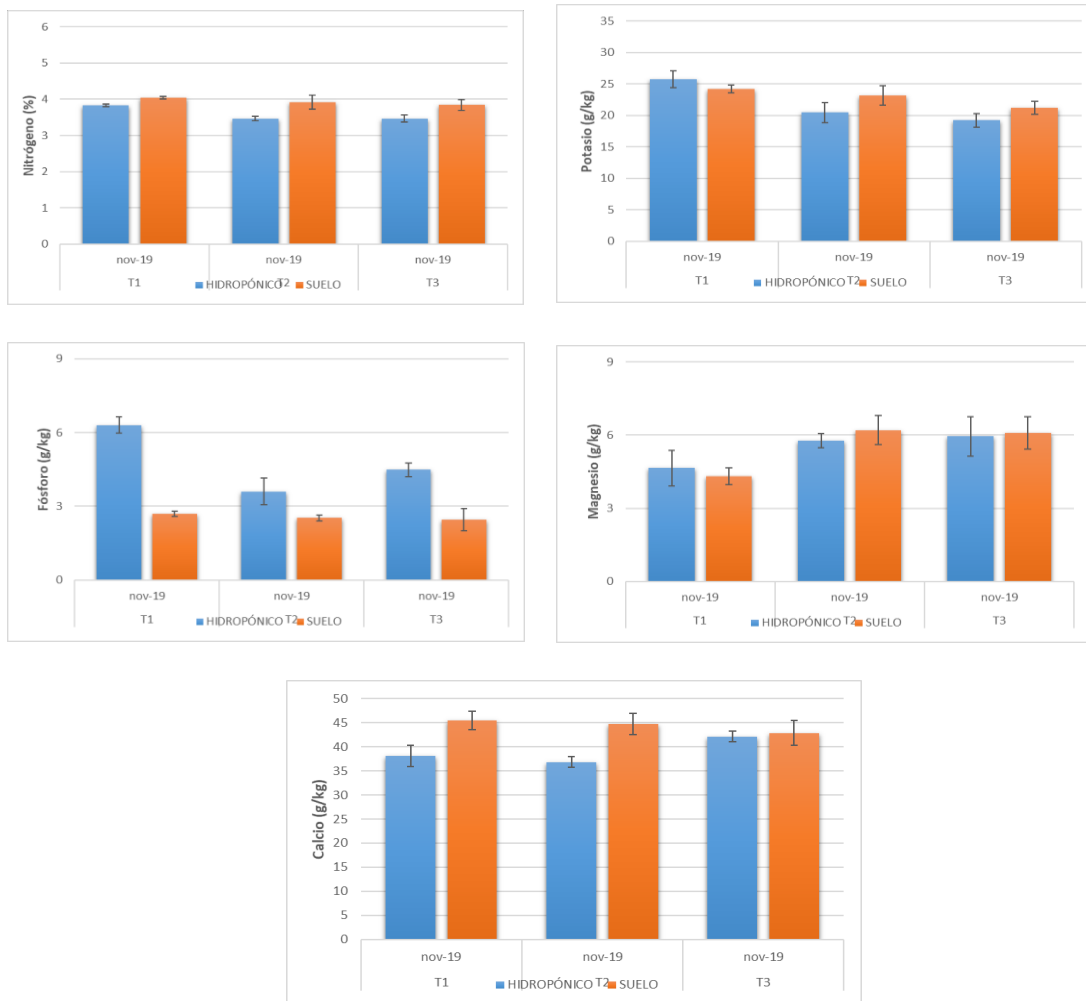 Nitrógeno (%)
6
5
4
3
2
1
0
nov-19 nov-19 nov-19
T1 T2 T3
HIDROPÓNICO SUELO
Potasio (g/kg)
35
30
25
20
15
10
5
0
nov-19 nov-19 nov-19
T1 T2 T3
HIDROPÓNICO SUELO
Fósforo (g/kg)
9
6
3
0
nov-19 nov-19 nov-19
T1 T2 T3
HIDROPÓNICO SUELO
Magnesio (g/kg)
9
6
3
0
nov-19 nov-19 nov-19
T1 T2 T3
HIDROPÓNICO SUELO
Calcio (g/kg)
50
45
40
35
30
25
20
15
10
5
0
nov-19 nov-19 nov-19
T1 T2 T3
HIDROPÓNICO SUELO